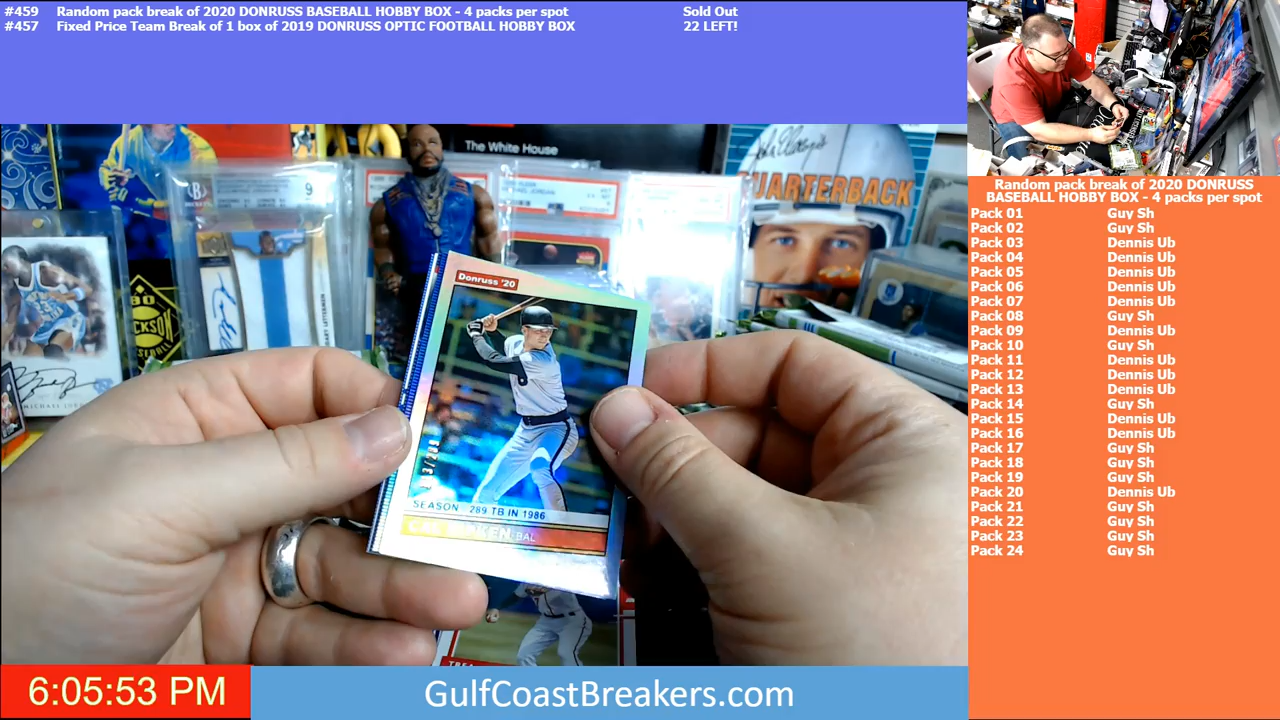 #459 Random pack break of 2020 DONRUSS BASEBALL HOBBY BOX - 4 packs per spot Sold Out
#457 Fixed Price Team Break of 1 box of 2019 DONRUSS OPTIC FOOTBALL HOBBY BOX 22 LEFT!
The White House
9
QUARTERBACK
80
JACKSON
Donruss '20
SEASON 289 TB IN 1986
BAL
Random pack break of 2020 DONRUSS
BASEBALL HOBBY BOX - 4 packs per spot
Pack 01 Guy Sh
Pack 02 Guy Sh
Pack 03 Dennis Ub
Pack 04 Dennis Ub
Pack 05 Dennis Ub
Pack 06 Dennis Ub
Pack 07 Dennis Ub
Pack 08 Guy Sh
Pack 09 Dennis Ub
Pack 10 Guy Sh
Pack 11 Dennis Ub
Pack 12 Dennis Ub
Pack 13 Dennis Ub
Pack 14 Guy Sh
Pack 15 Dennis Ub
Pack 16 Dennis Ub
Pack 17 Guy Sh
Pack 18 Guy Sh
Pack 19 Guy Sh
Pack 20 Dennis Ub
Pack 21 Guy Sh
Pack 22 Guy Sh
Pack 23 Guy Sh
Pack 24 Guy Sh
6:05:53 PM
GulfCoastBreakers.com